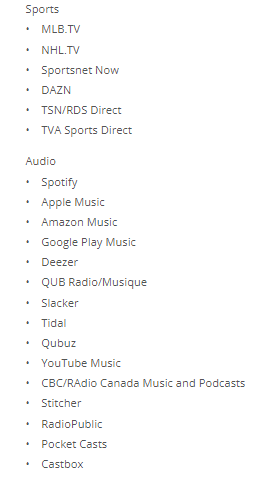 Sports
• MLB.TV
• NHL.TV
• Sportsnet Now
• DAZN
• TSN/RDS Direct
• TVA Sports Direct
Audio
• Spotify
• Apple Music
• Amazon Music
• Google Play Music
• Deezer
• QUB Radio/Musique
• Slacker
• Tidal
• Qubuz
• YouTube Music
• CBC/RAdio Canada Music and Podcasts
• Stitcher
• RadioPublic
• Pocket Casts
• Castbox